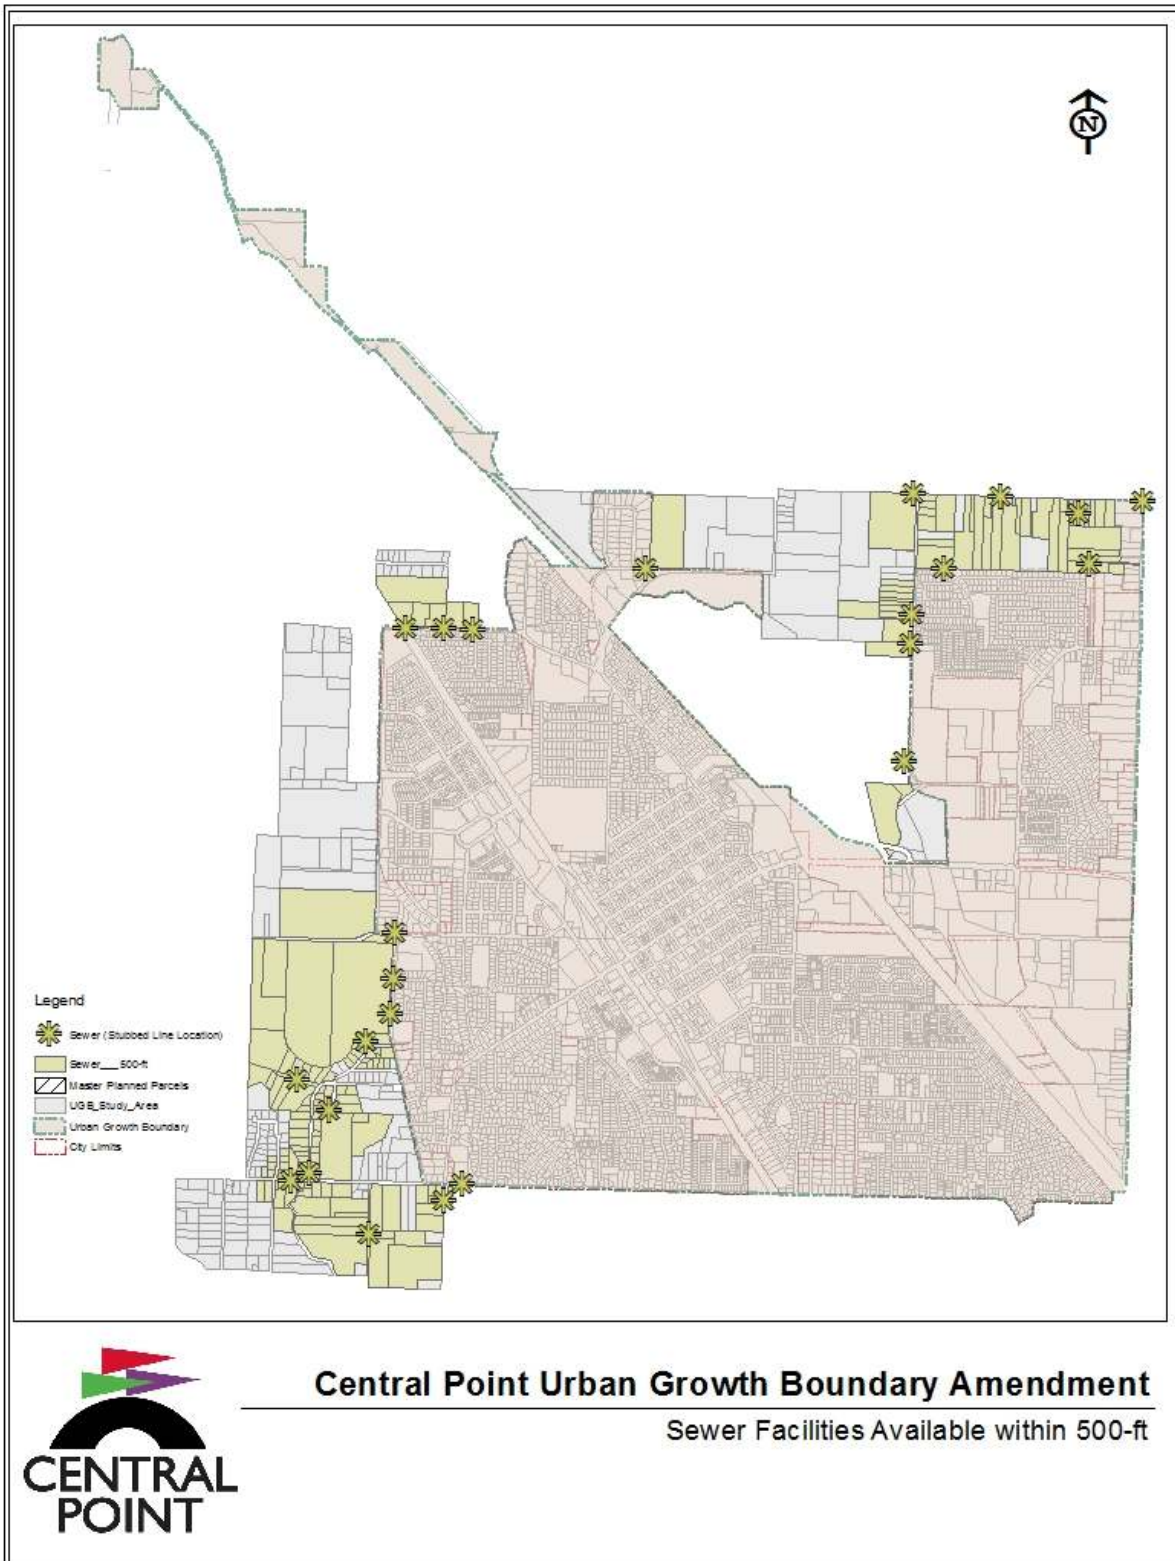 N
Legend
Sewer (Stubbed Line Location)
Sewer___500-ft
Master Planned Parcels
UGB_Study_Area
Urban Growth Boundary
City Limits
Central Point Urban Growth Boundary Amendment
Sewer Facilities Available within 500-ft
CENTRAL
POINT